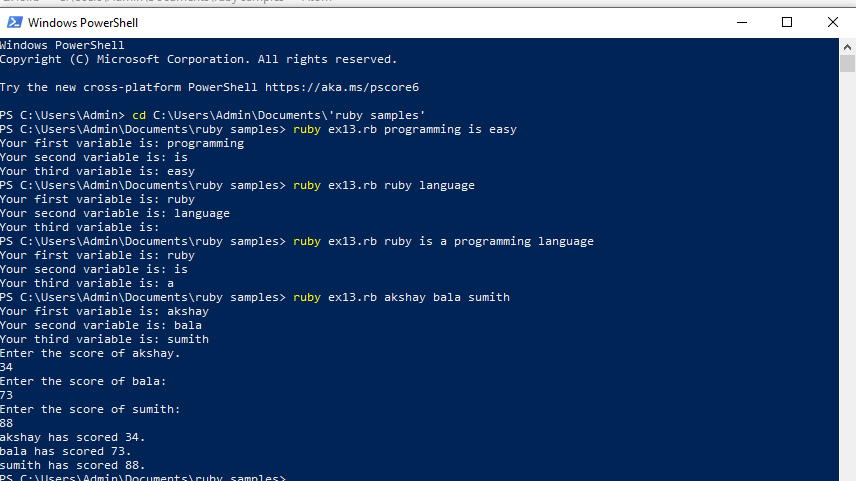 Windows PowerShell
Windows PowerShell
Copyright (C) Microsoft Corporation. All rights reserved.
Try the new cross-platform PowerShell https://aka.ms/pscore6
PS C:\Users\Admin> cd C:\Users\Admin\Documents\'ruby samples'
PS C:\Users\Admin\Documents\ruby samples> ruby ex13.rb programming is easy
Your first variable is: programming
Your second variable is: is
Your third variable is: easy
PS C:\Users\Admin\Documents\ruby samples> ruby ex13.rb ruby language
Your first variable is: ruby
Your second variable is: language
Your third variable is:
PS C:\Users\Admin\Documents\ruby samples> ruby ex13.rb ruby is a programming language
Your first variable is: ruby
Your second variable is: is
Your third variable is: a
PS C:\Users\Admin\Documents\ruby samples> ruby ex13.rb akshay bala sumith
Your first variable is: akshay
Your second variable is: bala
Your third variable is: sumith
Enter the score of akshay.
34
Enter the score of bala:
73
Enter the score of sumith:
88
akshay has scored 34.
bala has scored 73.
sumith has scored 88.
PS C:\Users\Admin\Documents\ruby samples>